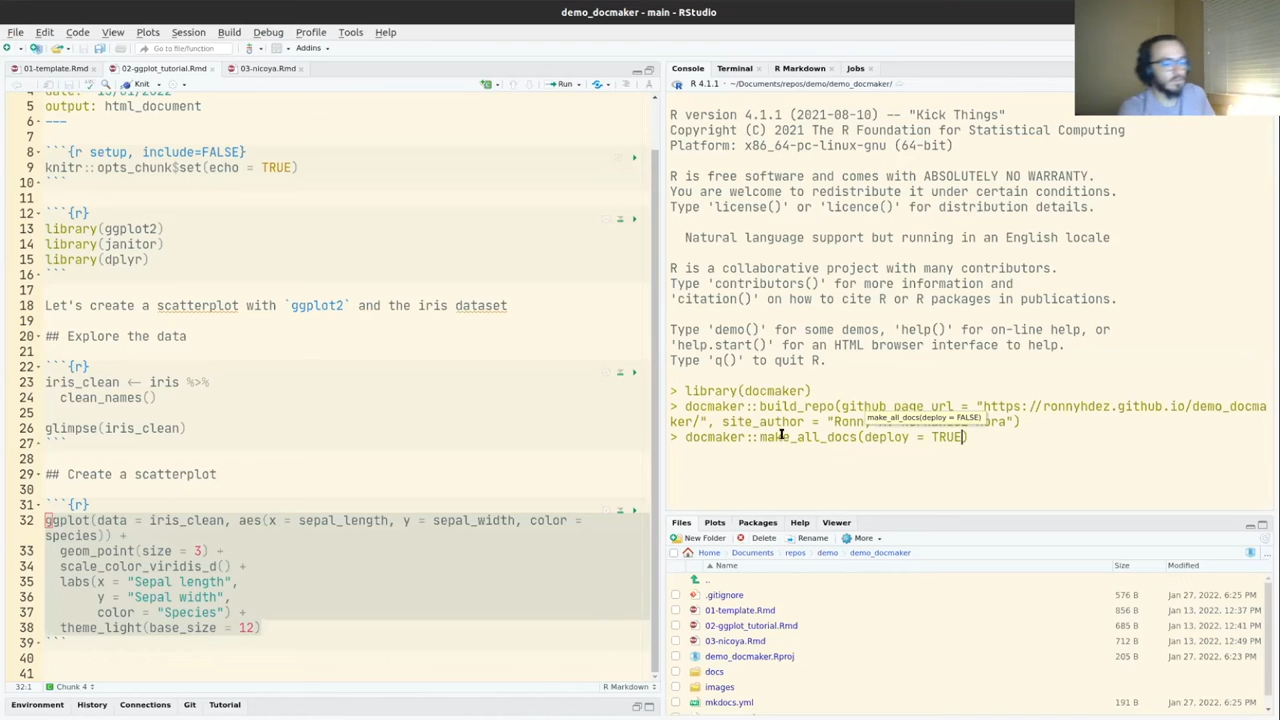 demo_docmaker - main - RStudio
File Edit Code View Plots Session Build Debug Profile Tools Help
Go to file/function Addins
01-template.Rmd 02-ggplot_tutorial.Rmd 03-nicoya.Rmd
Knit Run
5 output: html_document
6 ---
7
8 ```{r setup, include=FALSE}
9 knitr::opts_chunk$set(echo = TRUE)
10 ```
11
12 ```{r}
13 library(ggplot2)
14 library(janitor)
15 library(dplyr)
16 ```
17
18 Let's create a scatterplot with `ggplot2` and the iris dataset
19
20 ## Explore the data
21
22 ```{r}
23 iris_clean <- iris %>%
24 clean_names()
25
26 glimpse(iris_clean)
27 ```
28
29 ## Create a scatterplot
30
31 ```{r}
32 ggplot(data = iris_clean, aes(x = sepal_length, y = sepal_width, color =
species)) +
33 geom_point(size = 3) +
34 scale_color_viridis_d() +
35 labs(x = "Sepal length",
36 y = "Sepal width",
37 color = "Species") +
38 theme_light(base_size = 12)
39 ```
40
41
32:1 Chunk 4 R Markdown
Environment History Connections Git Tutorial
Console Terminal R Markdown Jobs
R 4.1.1 · ~/Documents/repos/demo/demo_docmaker/
R version 4.1.1 (2021-08-10) -- "Kick Things"
Copyright (C) 2021 The R Foundation for Statistical Computing
Platform: x86_64-pc-linux-gnu (64-bit)
R is free software and comes with ABSOLUTELY NO WARRANTY.
You are welcome to redistribute it under certain conditions.
Type 'license()' or 'licence()' for distribution details.
Natural language support but running in an English locale
R is a collaborative project with many contributors.
Type 'contributors()' for more information and
'citation()' on how to cite R or R packages in publications.
Type 'demo()' for some demos, 'help()' for on-line help, or
'help.start()' for an HTML browser interface to help.
Type 'q()' to quit R.
> library(docmaker)
> docmaker::build_repo(github_page_url = "https://ronnyhdez.github.io/demo_docma
make_all_docs(deploy = FALSE)
ker/", site_author = "Ronn
> docmaker::make_all_docs(deploy = TRUE)
Files Plots Packages Help Viewer
New Folder Delete Rename More
Home Documents repos demo demo_docmaker
Name Size Modified
..
.gitignore 576 B Jan 27, 2022, 6:25 PM
01-template.Rmd 856 B Jan 13, 2022, 12:37 PM
02-ggplot_tutorial.Rmd 685 B Jan 13, 2022, 12:41 PM
03-nicoya.Rmd 712 B Jan 13, 2022, 12:49 PM
demo_docmaker.Rproj 205 B Jan 27, 2022, 6:23 PM
docs
images
mkdocs.yml Jan 27, 2022, 6:25 PM